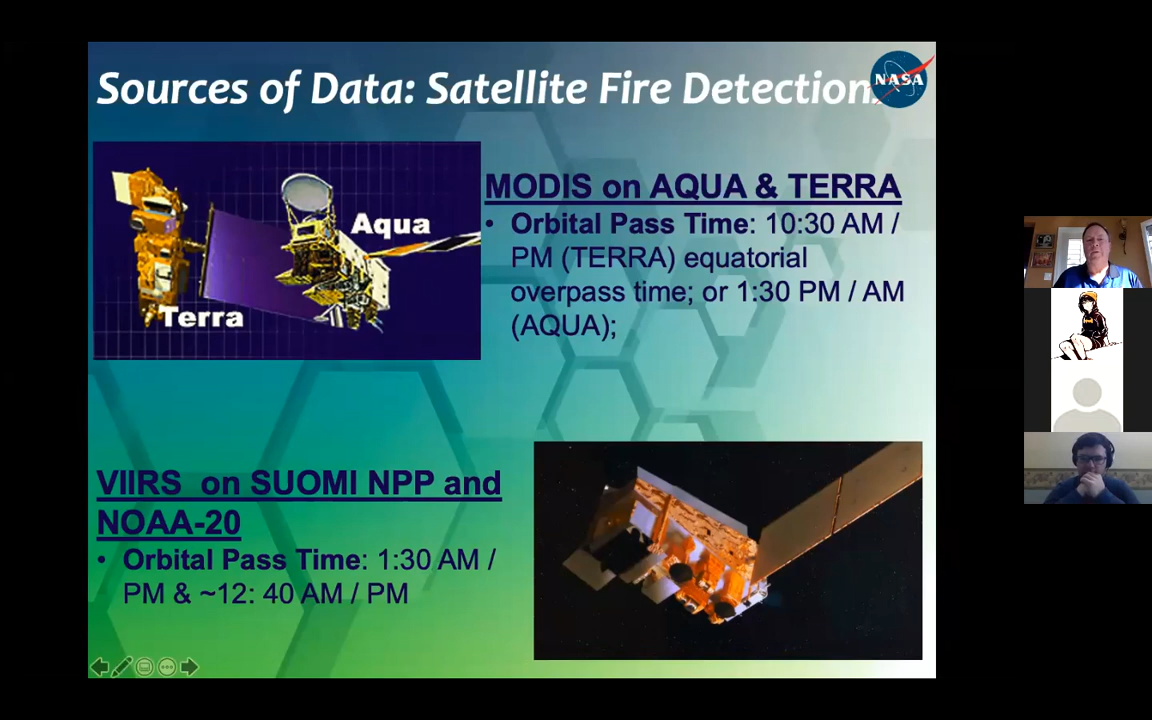 Sources of Data: Satellite Fire Detection
NASA
MODIS on AQUA & TERRA
• Orbital Pass Time: 10:30 AM /
PM (TERRA) equatorial
overpass time; or 1:30 PM / AM
(AQUA);
Aqua
Terra
VIIRS on SUOMI NPP and
NOAA-20
• Orbital Pass Time: 1:30 AM /
PM & ~12: 40 AM / PM